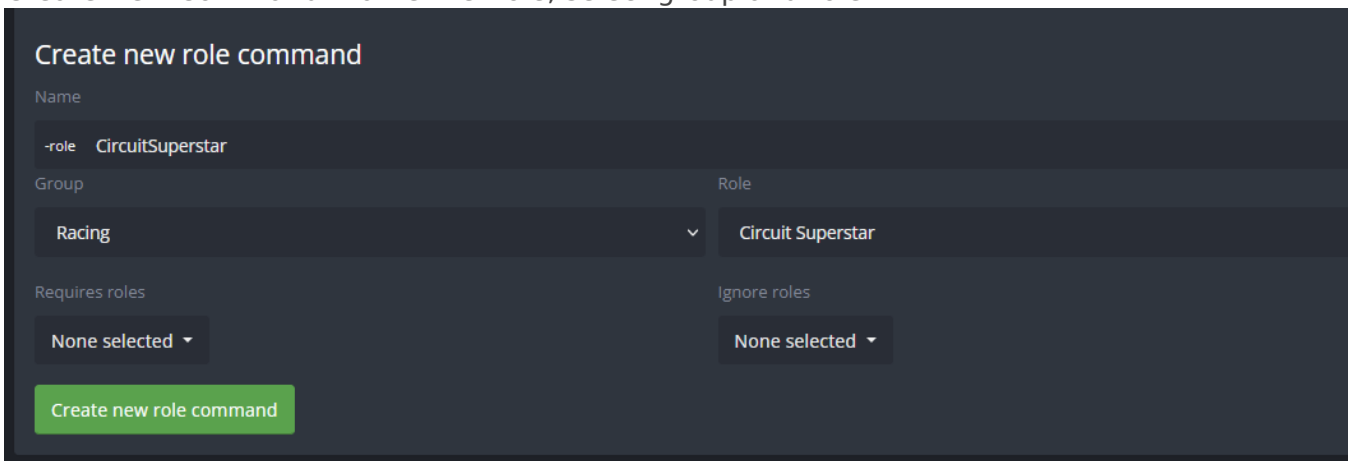 Create new role command
Name
-role CircuitSuperstar
Group Role
Racing Circuit Superstar
Requires roles Ignore roles
None selected None selected
Create new role command